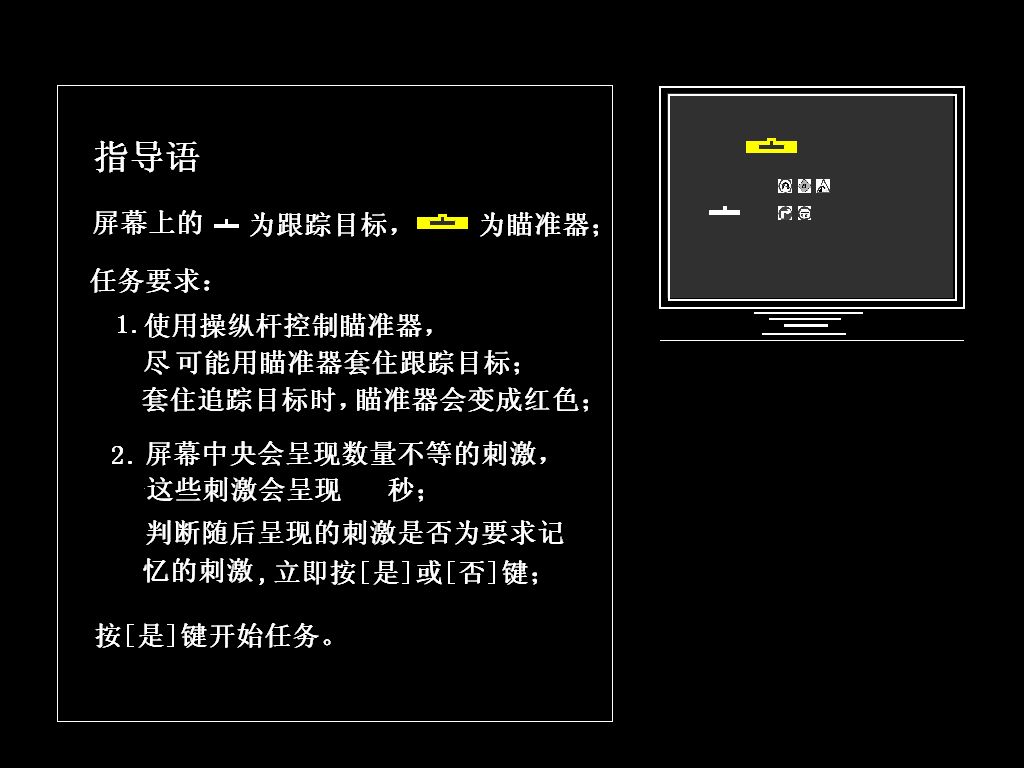 指导语
屏幕上的 为跟踪目标， 为瞄准器；
任务要求：
1.使用操纵杆控制瞄准器，
尽可能用瞄准器套住跟踪目标；
套住追踪目标时，瞄准器会变成红色；
2.屏幕中央会呈现数量不等的刺激，
这些刺激会呈现 秒；
判断随后呈现的刺激是否为要求记
忆的刺激，立即按[是]或[否]键；
按[是]键开始任务。